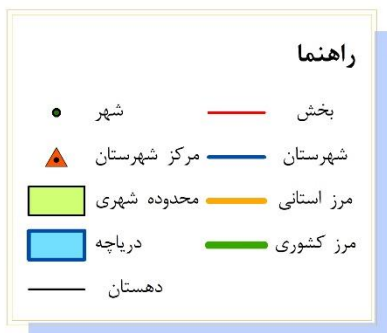 راهنما
بخش
شهر
شهرستان
مرکز شهرستان
مرز استانی
محدوده شهری
مرز کشوری
دریاچه
دهستان